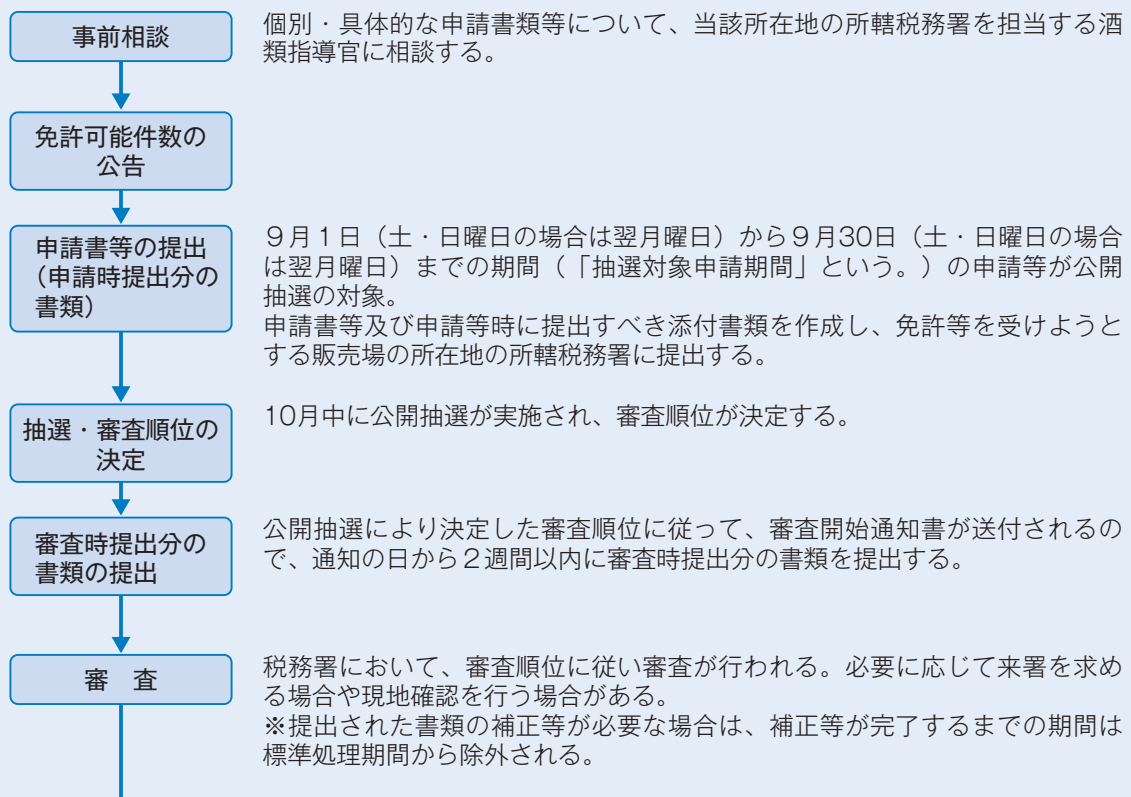 事前相談
個別・具体的な申請書類等について、当該所在地の所轄税務署を担当する酒
類指導官に相談する。
免許可能件数の
公告
申請書等の提出
（申請時提出分の
書類）
９月１日（土・日曜日の場合は翌月曜日）から９月30日（土・日曜日の場合
は翌月曜日）までの期間（「抽選対象申請期間」という。）の申請等が公開
抽選の対象。
申請書等及び申請等時に提出すべき添付書類を作成し、免許等を受けようと
する販売場の所在地の所轄税務署に提出する。
抽選・審査順位の
決定
10月中に公開抽選が実施され、審査順位が決定する。
審査時提出分の
書類の提出
公開抽選により決定した審査順位に従って、審査開始通知書が送付されるの
で、通知の日から２週間以内に審査時提出分の書類を提出する。
審　査
税務署において、審査順位に従い審査が行われる。必要に応じて来署を求め
る場合や現地確認を行う場合がある。
※提出された書類の補正等が必要な場合は、補正等が完了するまでの期間は
標準処理期間から除外される。